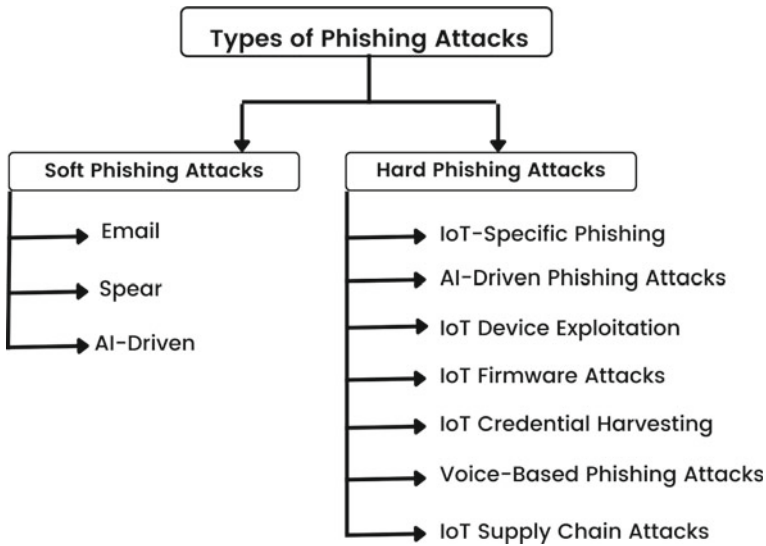 Types of Phishing Attacks
Soft Phishing Attacks
Email
Spear
AI-Driven
Hard Phishing Attacks
IoT-Specific Phishing
AI-Driven Phishing Attacks
IoT Device Exploitation
IoT Firmware Attacks
IoT Credential Harvesting
Voice-Based Phishing Attacks
IoT Supply Chain Attacks